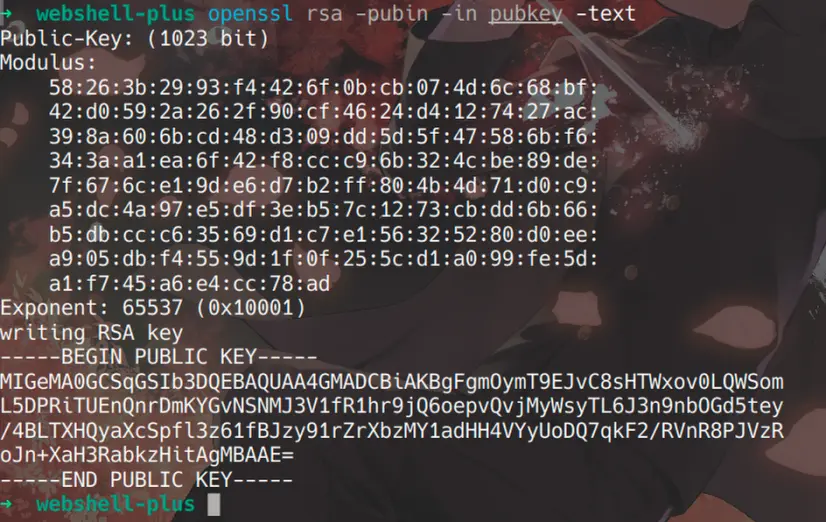 ➜ webshell-plus openssl rsa -pubin -in pubkey -text
Public-Key: (1023 bit)
Modulus:
58:26:3b:29:93:f4:42:6f:0b:cb:07:4d:6c:68:bf:
42:d0:59:2a:26:2f:90:cf:46:24:d4:12:74:27:ac:
39:8a:60:6b:cd:48:d3:09:dd:5d:5f:47:58:6b:f6:
34:3a:a1:ea:6f:42:f8:cc:c9:6b:32:4c:be:89:de:
7f:67:6c:e1:9d:e6:d7:b2:ff:80:4b:4d:71:d0:c9:
a5:dc:4a:97:e5:df:3e:b5:7c:12:73:cb:dd:6b:66:
b5:db:cc:c6:35:69:d1:c7:e1:56:32:52:80:d0:ee:
a9:05:db:f4:55:9d:1f:0f:25:5c:d1:a0:99:fe:5d:
a1:f7:45:a6:e4:cc:78:ad
Exponent: 65537 (0x10001)
writing RSA key
-----BEGIN PUBLIC KEY-----
MIGeMA0GCSqGSIb3DQEBAQUAA4GMADCBiAKBgFgmOymT9EJvC8sHTWxov0LQWSom
L5DPRiTUEnQnrDmKYGvNSNMJ3V1fR1hr9jQ6oepvQvjMyWsyTL6J3n9nbOGd5tey
/4BLTXHQyaXcSpfl3z61fBJzy91rZrXbzMY1adHH4VYyUoDQ7qkF2/RVnR8PJVzR
oJn+XaH3RabkzHitAgMBAAE=
-----END PUBLIC KEY-----
➜ webshell-plus